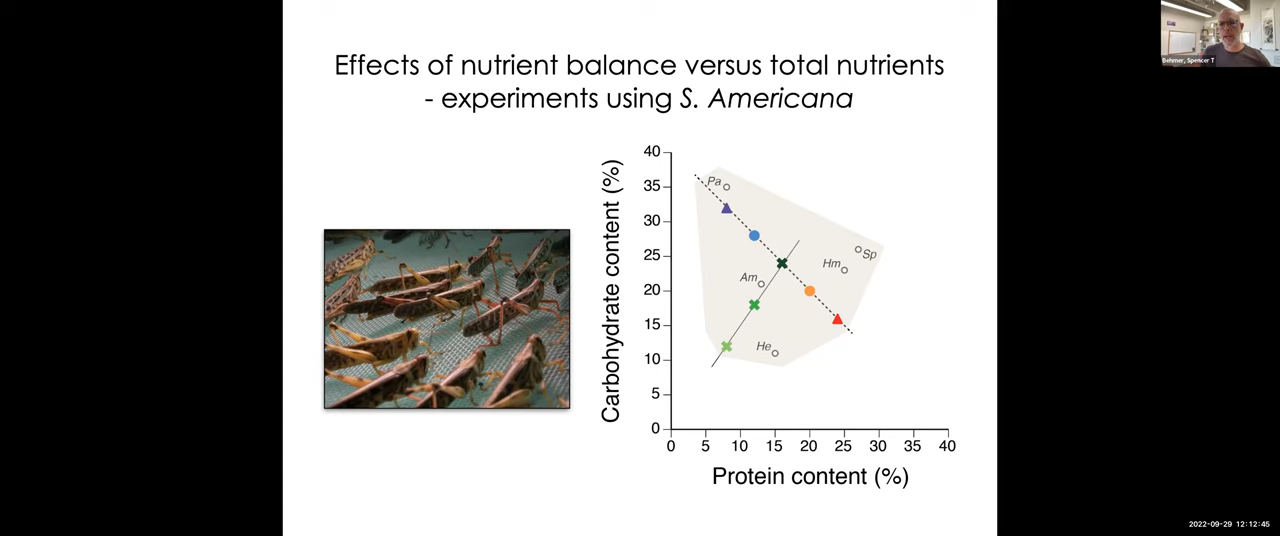 Effects of nutrient balance versus total nutrients
- experiments using S. Americana
Behmer, Spencer T
Carbohydrate content (%)
40
35
30
25
20
15
10
5
0
Pa
Sp
Hm
Am
He
0 5 10 15 20 25 30 35 40
Protein content (%)
2022-09-29 12:12:45